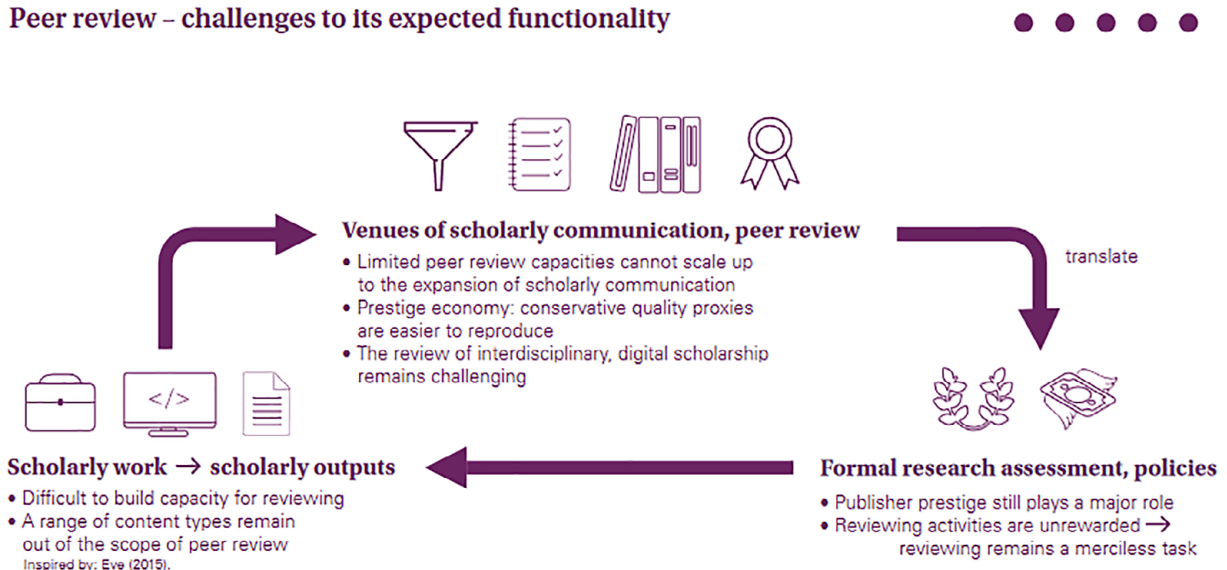 Peer review – challenges to its expected functionality
Venues of scholarly communication, peer review
• Limited peer review capacities cannot scale up
to the expansion of scholarly communication
• Prestige economy: conservative quality proxies
are easier to reproduce
• The review of interdisciplinary, digital scholarship
remains challenging
translate
</>
Scholarly work → scholarly outputs
• Difficult to build capacity for reviewing
• A range of content types remain
out of the scope of peer review
Inspired by: Eve (2015).
Formal research assessment, policies
• Publisher prestige still plays a major role
• Reviewing activities are unrewarded →
reviewing remains a merciless task